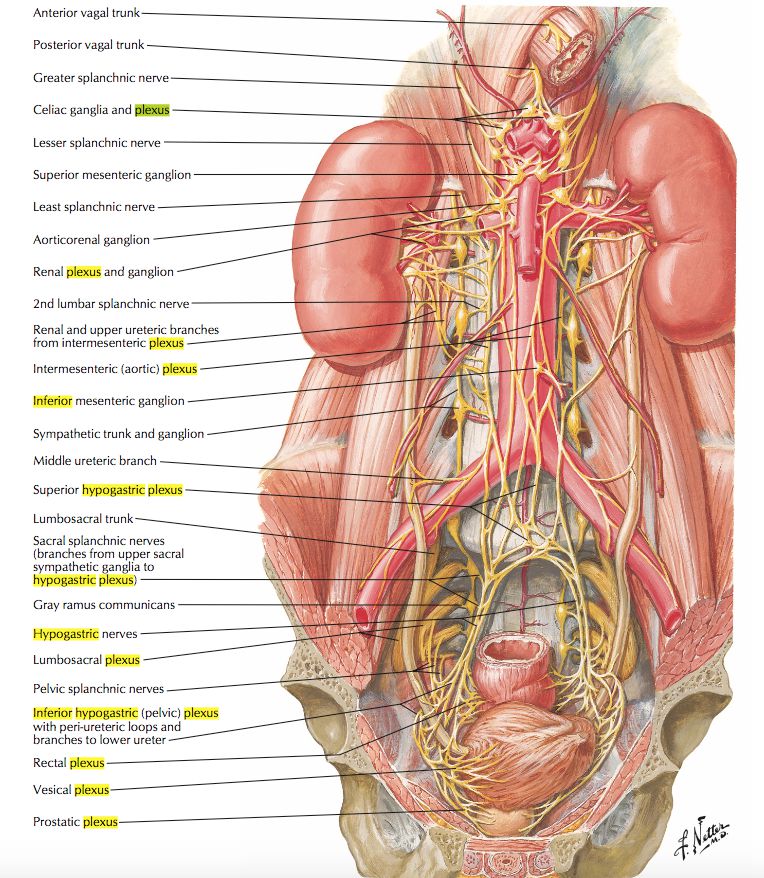 Anterior vagal trunk
Posterior vagal trunk
Greater splanchnic nerve
Celiac ganglia and plexus
Lesser splanchnic nerve
Superior mesenteric ganglion
Least splanchnic nerve
Aorticorenal ganglion
Renal plexus and ganglion
2nd lumbar splanchnic nerve
Renal and upper ureteric branches
from intermesenteric plexus
Intermesenteric (aortic) plexus
Inferior mesenteric ganglion
Sympathetic trunk and ganglion
Middle ureteric branch
Superior hypogastric plexus
Lumbosacral trunk
Sacral splanchnic nerves
(branches from upper sacral
sympathetic ganglia to
hypogastric plexus)
Gray ramus communicans
Hypogastric nerves
Lumbosacral plexus
Pelvic splanchnic nerves
Inferior hypogastric (pelvic) plexus
with peri-ureteric loops and
branches to lower ureter
Rectal plexus
Vesical plexus
Prostatic plexus
F. Netter
M.D.